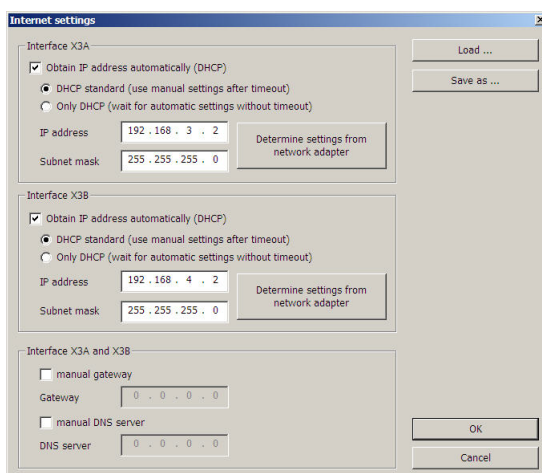 Internet settings
Interface X3A
Obtain IP address automatically (DHCP)
DHCP standard (use manual settings after timeout)
Only DHCP (wait for automatic settings without timeout)
IP address 192 . 168 . 3 . 2
Subnet mask 255 . 255 . 255 . 0
Determine settings from
network adapter
Interface X3B
Obtain IP address automatically (DHCP)
DHCP standard (use manual settings after timeout)
Only DHCP (wait for automatic settings without timeout)
IP address 192 . 168 . 4 . 2
Subnet mask 255 . 255 . 255 . 0
Determine settings from
network adapter
Interface X3A and X3B
manual gateway
Gateway 0 . 0 . 0 . 0
manual DNS server
DNS server 0 . 0 . 0 . 0
Load ...
Save as ...
OK
Cancel